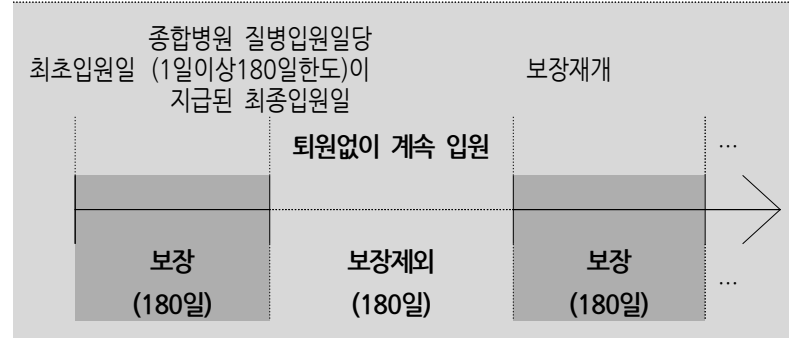 종합병원 질병입원일당
최초입원일 (1일이상180일한도)이 보장재개
지급된 최종입원일
퇴원없이 계속 입원 …
보장 보장제외 보장 …
(180일) (180일) (180일)